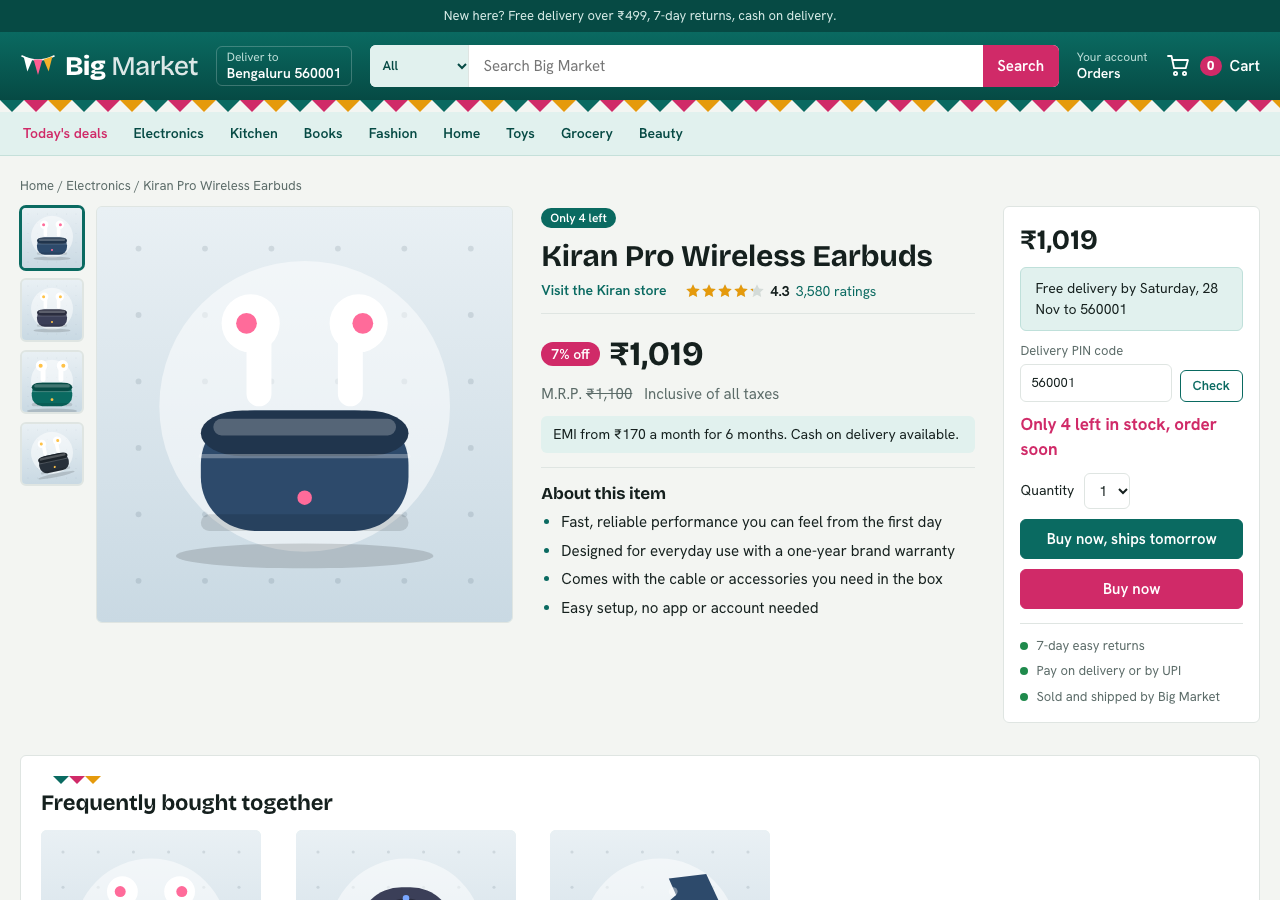 New here? Free delivery over ₹499, 7-day returns, cash on delivery.
Big Market
Deliver to
Bengaluru 560001
All
Search Big Market
Search
Your account
Orders
0 Cart
Today's deals Electronics Kitchen Books Fashion Home Toys Grocery Beauty
Home / Electronics / Kiran Pro Wireless Earbuds
Only 4 left
Kiran Pro Wireless Earbuds
Visit the Kiran store 4.3 3,580 ratings
7% off ₹1,019
M.R.P. ₹1,100 Inclusive of all taxes
EMI from ₹170 a month for 6 months. Cash on delivery available.
About this item
Fast, reliable performance you can feel from the first day
Designed for everyday use with a one-year brand warranty
Comes with the cable or accessories you need in the box
Easy setup, no app or account needed
₹1,019
Free delivery by Saturday, 28
Nov to 560001
Delivery PIN code
560001
Check
Only 4 left in stock, order
soon
Quantity 1
Buy now, ships tomorrow
Buy now
7-day easy returns
Pay on delivery or by UPI
Sold and shipped by Big Market
Frequently bought together